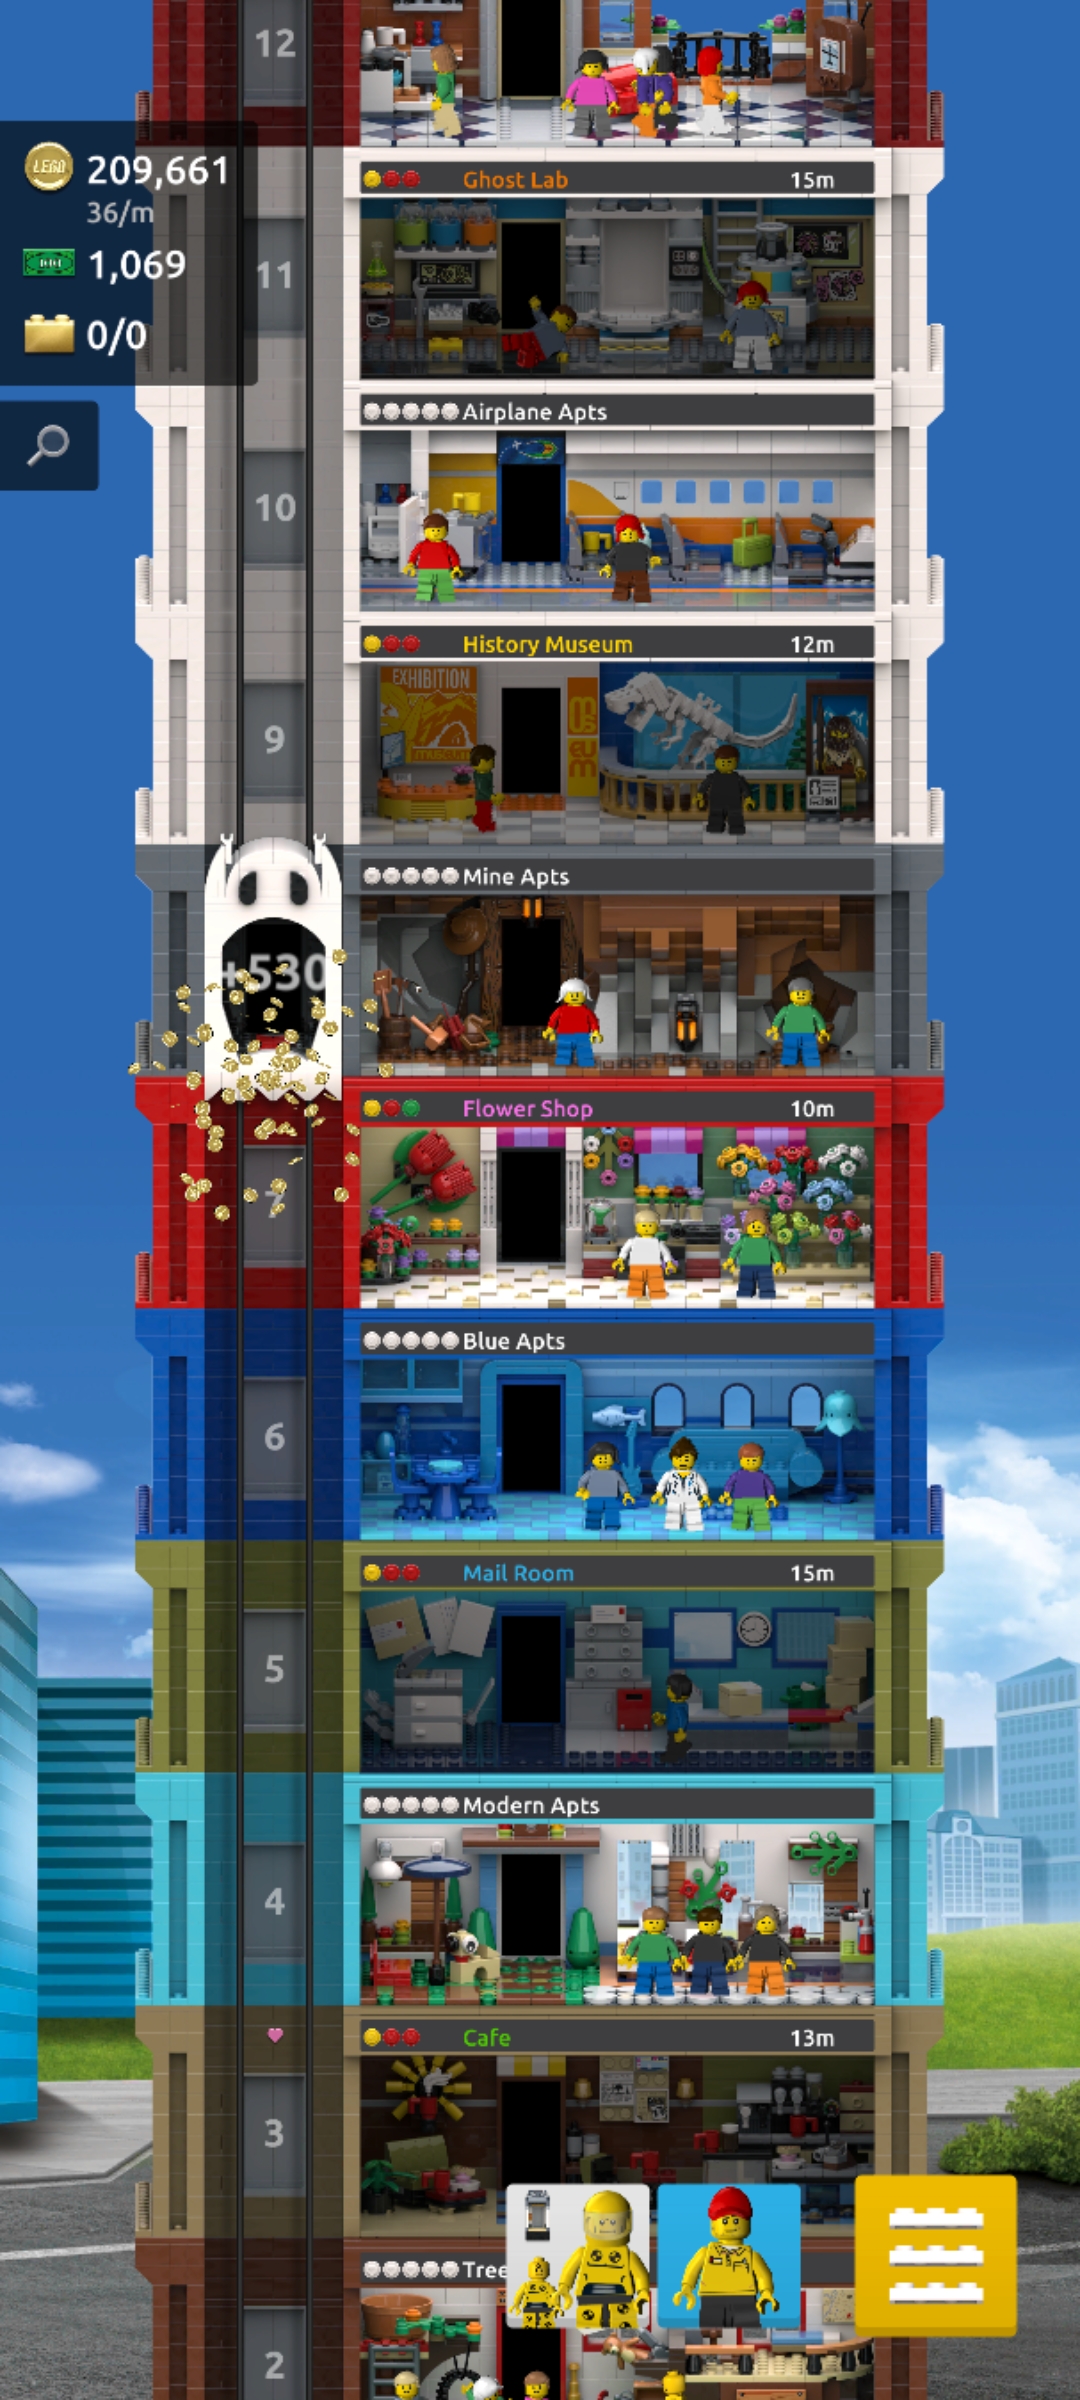 12
LEGO 209,661
36/m
1,069
0/0
Ghost Lab 15m
11
Airplane Apts
10
History Museum 12m
EXHIBITION
MUSEUM
9
Mine Apts
+530
Flower Shop 10m
7
Blue Apts
6
Mail Room 15m
5
Modern Apts
4
Cafe 13m
3
Tree
2